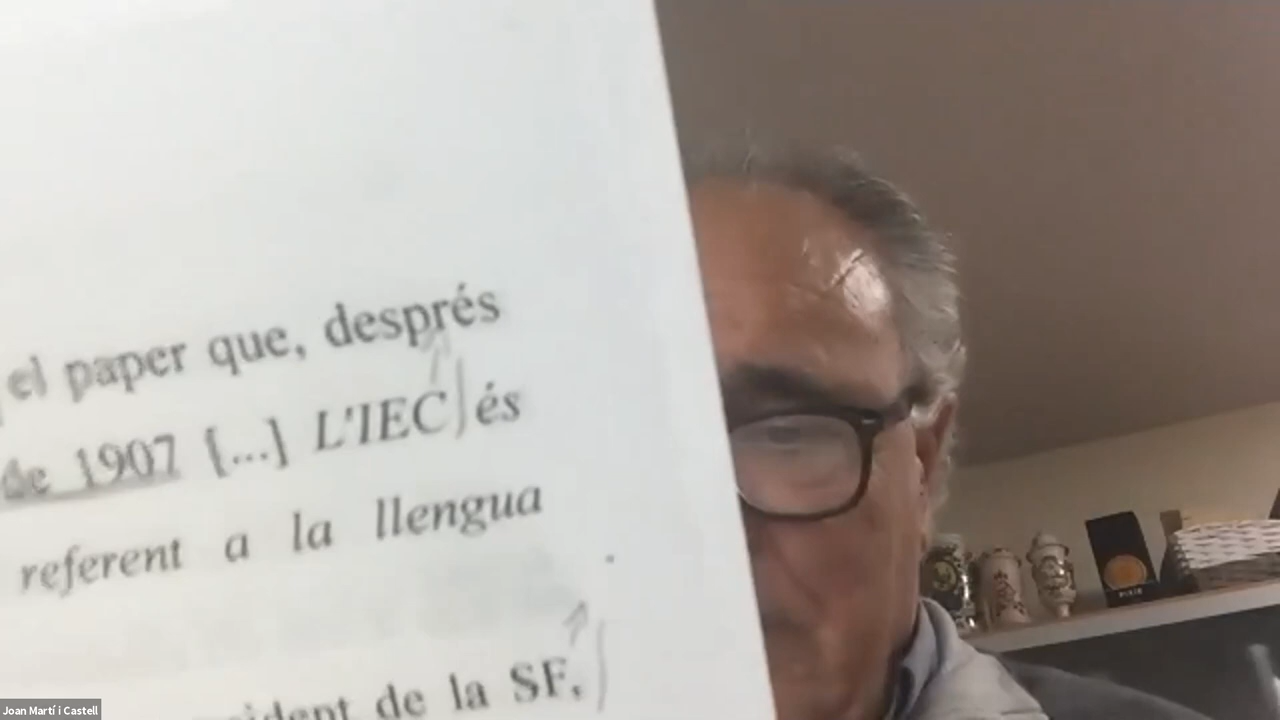 el paper que, després
de 1907 [...] L'IEC és
referent a la llengua
de la SF,
Joan Martí i Castell